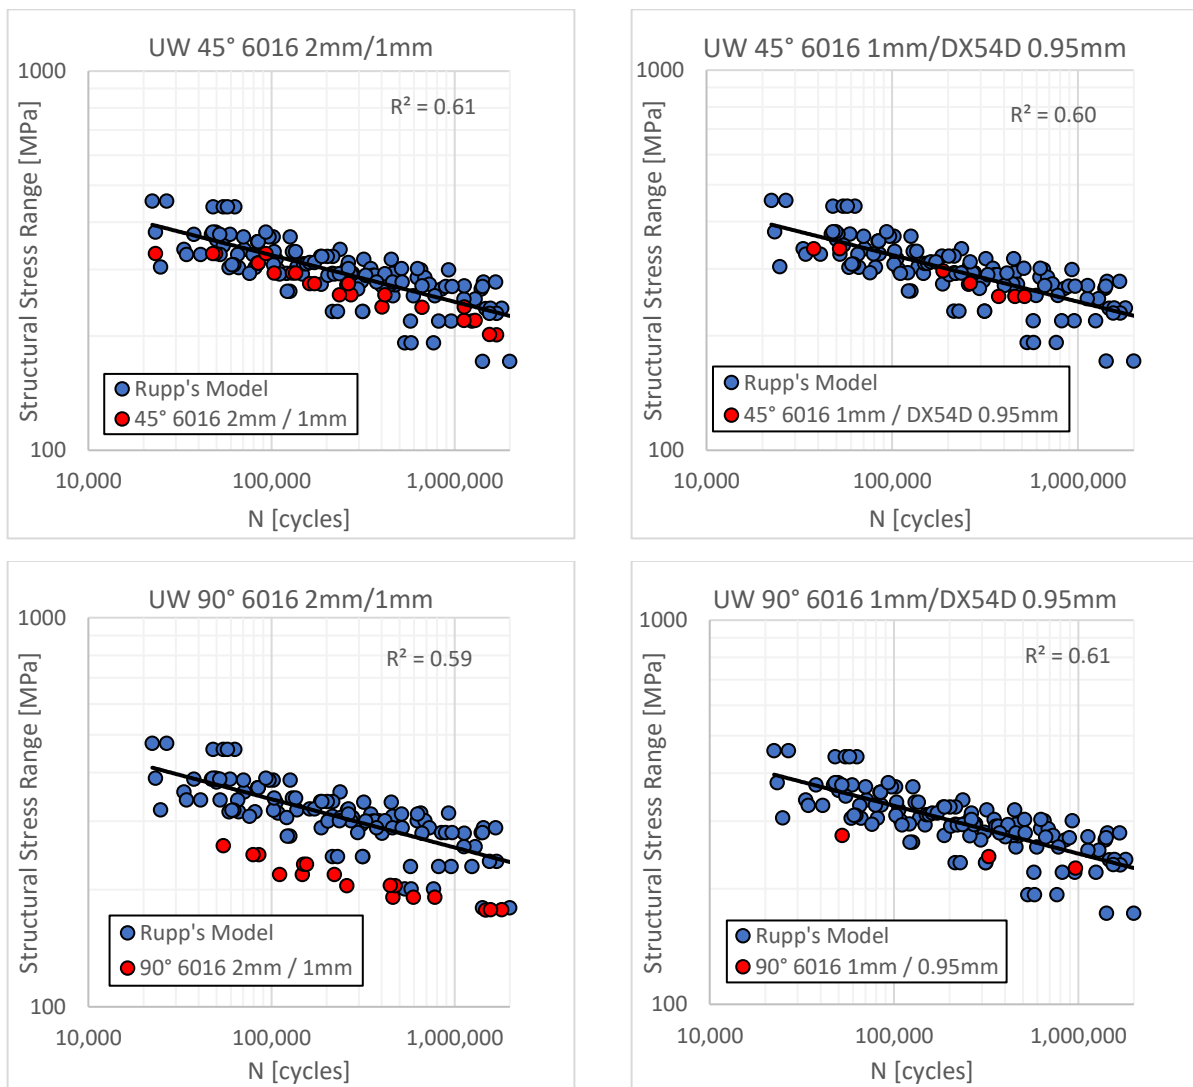 UW 45° 6016 2mm/1mm
Structural Stress Range [MPa]
1000
100
R² = 0.61
Rupp's Model
45° 6016 2mm / 1mm
10,000 100,000 1,000,000
N [cycles]
UW 45° 6016 1mm/DX54D 0.95mm
Structural Stress Range [MPa]
1000
100
R² = 0.60
Rupp's Model
45° 6016 1mm / DX54D 0.95mm
10,000 100,000 1,000,000
N [cycles]
UW 90° 6016 2mm/1mm
Structural Stress Range [MPa]
1000
100
R² = 0.59
Rupp's Model
90° 6016 2mm / 1mm
10,000 100,000 1,000,000
N [cycles]
UW 90° 6016 1mm/DX54D 0.95mm
Structural Stress Range [MPa]
1000
100
R² = 0.61
Rupp's Model
90° 6016 1mm / 0.95mm
10,000 100,000 1,000,000
N [cycles]